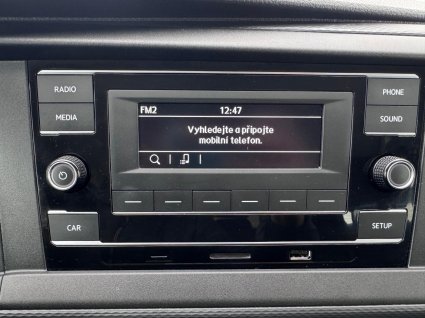 RADIO
PHONE
MEDIA
SOUND
FM2
12:47
Vyhledejte a připojte
mobilní telefon.
CAR
SETUP